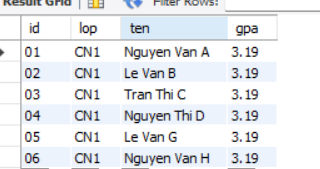 Result Grid Filter Rows:
id lop ten gpa
01 CN1 Nguyen Van A 3.19
02 CN1 Le Van B 3.19
03 CN1 Tran Thi C 3.19
04 CN1 Nguyen Thi D 3.19
05 CN1 Le Van G 3.19
06 CN1 Nguyen Van H 3.19